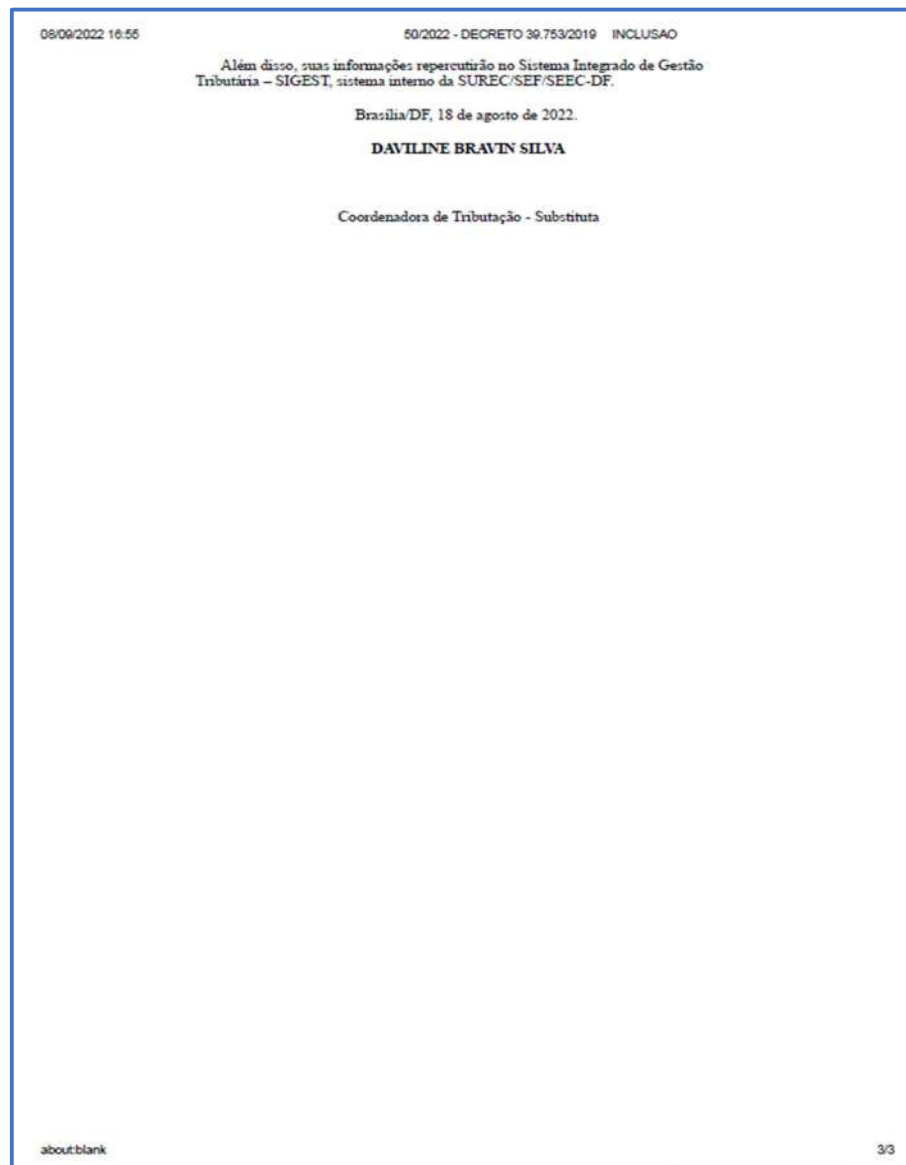 08/09/2022 16:55 50/2022 - DECRETO 39.753/2019 INCLUSAO
Além disso, suas informações repercutirão no Sistema Integrado de Gestão
Tributária – SIGEST, sistema interno da SUREC/SEF/SEEC-DF.
Brasília/DF, 18 de agosto de 2022.
DAVILINE BRAVIN SILVA
Coordenadora de Tributação - Substituta
about:blank 3/3